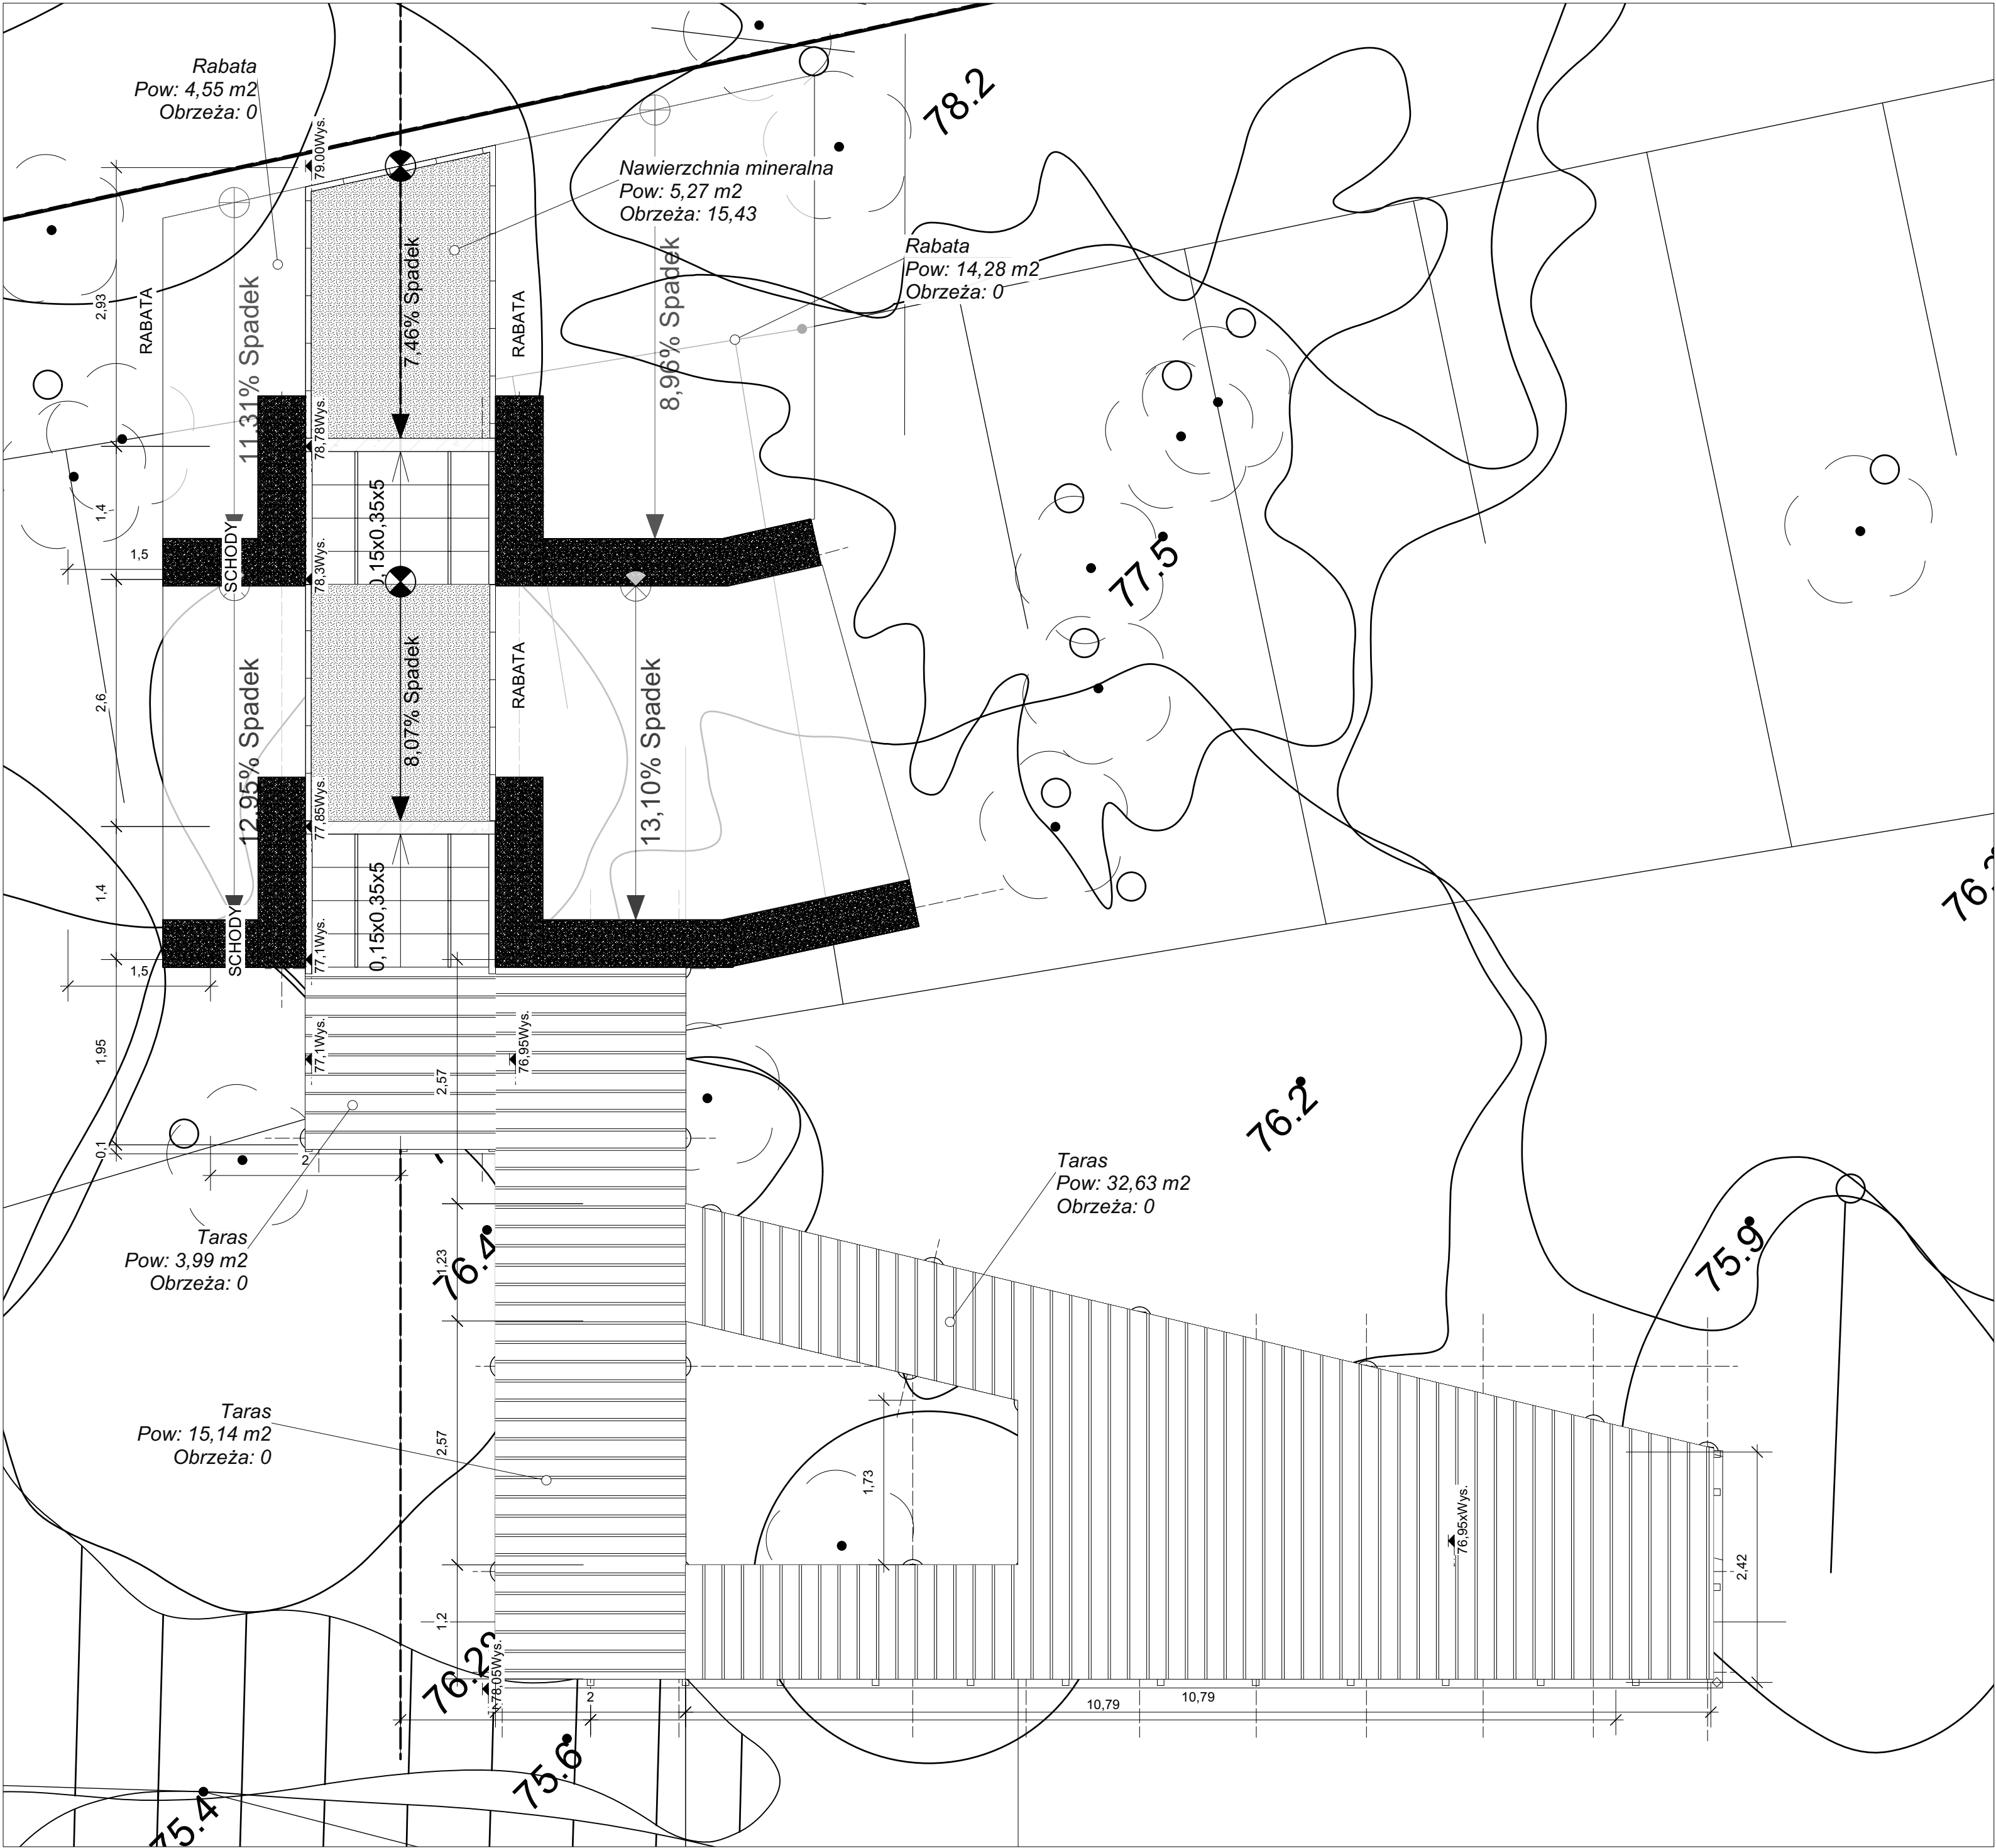 Rabata
Pow: 4,55 m2
Obrzeża: 0
78.2
79.00Wys.
Nawierzchnia mineralna
Pow: 5,27 m2
Obrzeża: 15,43
Rabata
Pow: 14,28 m2
Obrzeża: 0
2,93
RABATA
11,31% Spadek
7,46% Spadek
RABATA
8,96% Spadek
78,78Wys.
1,4
1,5
SCHODY
78,3Wys.
0,15x0,35x5
77.5
2,6
12,95% Spadek
8,07% Spadek
RABATA
13,10% Spadek
77,85Wys.
1,4
1,5
SCHODY
77,1Wys.
0,15x0,35x5
1,95
77,1Wys.
2,57
76,95Wys.
76.2
0,1
2
Taras
Pow: 3,99 m2
Obrzeża: 0
76.4
1,23
Taras
Pow: 32,63 m2
Obrzeża: 0
75.9
Taras
Pow: 15,14 m2
Obrzeża: 0
2,57
1,73
76,95xWys.
2,42
1,2
76.22
78,05Wys.
2
10,79
10,79
75.6
75.4